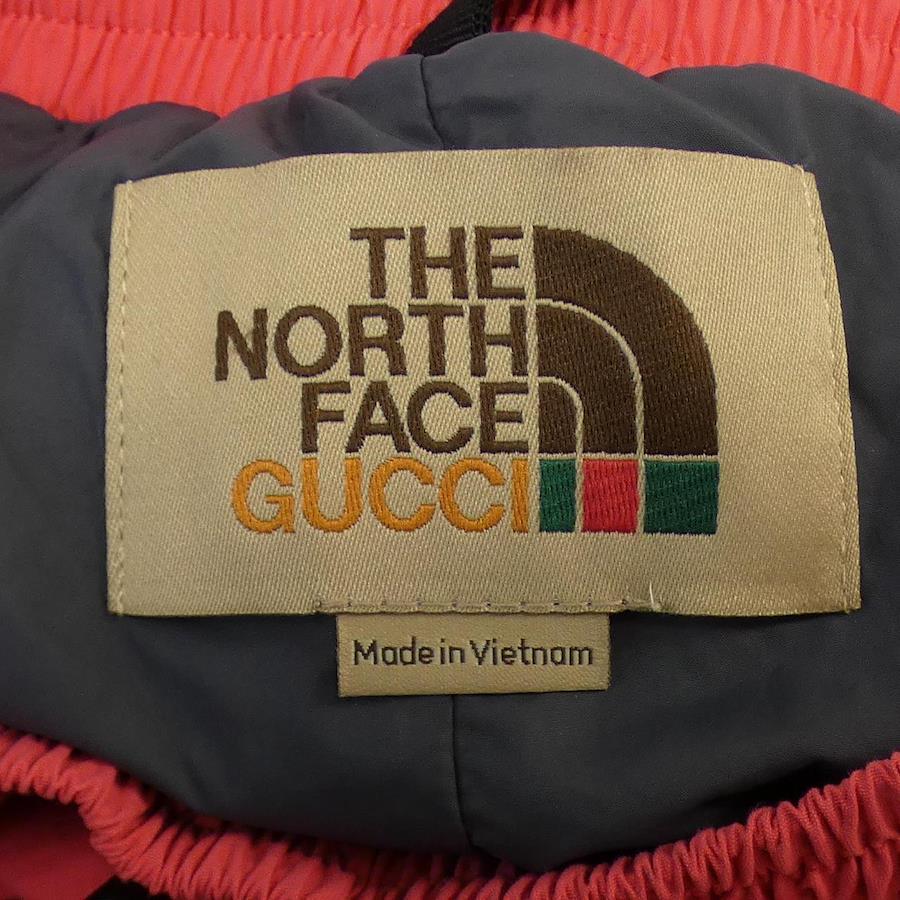 THE
NORTH
FACE
GUCCI
Made in Vietnam